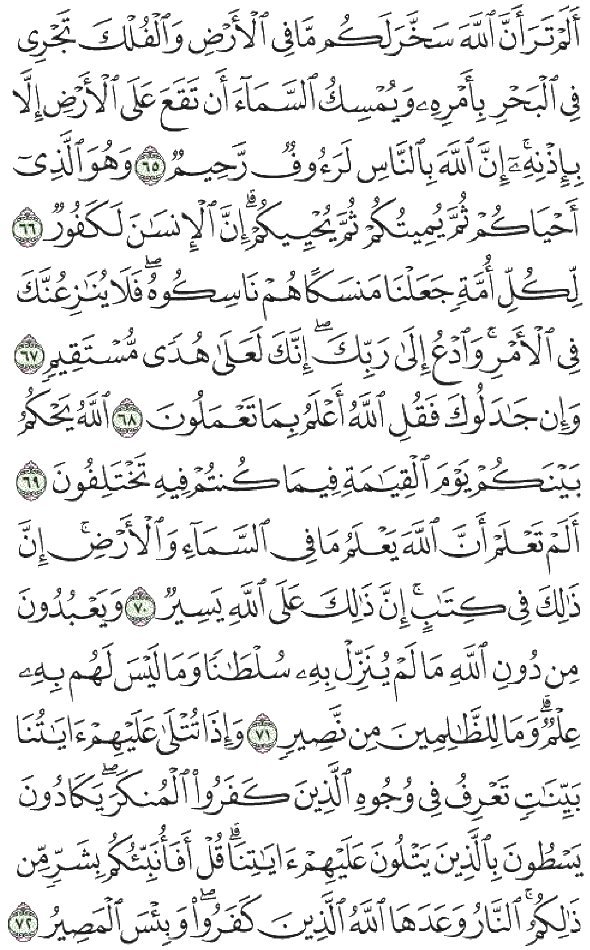 أَلَمْ تَرَ أَنَّ ٱللَّهَ سَخَّرَ لَكُم مَّا فِى ٱلْأَرْضِ وَٱلْفُلْكَ تَجْرِى
فِى ٱلْبَحْرِ بِأَمْرِهِۦ وَيُمْسِكُ ٱلسَّمَآءَ أَن تَقَعَ عَلَى ٱلْأَرْضِ إِلَّا
بِإِذْنِهِۦٓ ۗ إِنَّ ٱللَّهَ بِٱلنَّاسِ لَرَءُوفٌ رَّحِيمٌ ٦٥ وَهُوَ ٱلَّذِىٓ
أَحْيَاكُمْ ثُمَّ يُمِيتُكُمْ ثُمَّ يُحْيِيكُمْ ۗ إِنَّ ٱلْإِنسَـٰنَ لَكَفُورٌ ٦٦
لِّكُلِّ أُمَّةٍ جَعَلْنَا مَنسَكًا هُمْ نَاسِكُوهُ ۖ فَلَا يُنَـٰزِعُنَّكَ
فِى ٱلْأَمْرِ ۚ وَٱدْعُ إِلَىٰ رَبِّكَ ۖ إِنَّكَ لَعَلَىٰ هُدًى مُّسْتَقِيمٍ ٦٧
وَإِن جَـٰدَلُوكَ فَقُلِ ٱللَّهُ أَعْلَمُ بِمَا تَعْمَلُونَ ٦٨ ٱللَّهُ يَحْكُمُ
بَيْنَكُمْ يَوْمَ ٱلْقِيَـٰمَةِ فِيمَا كُنتُمْ فِيهِ تَخْتَلِفُونَ ٦٩
أَلَمْ تَعْلَمْ أَنَّ ٱللَّهَ يَعْلَمُ مَا فِى ٱلسَّمَآءِ وَٱلْأَرْضِ ۗ إِنَّ
ذَٰلِكَ فِى كِتَـٰبٍ ۚ إِنَّ ذَٰلِكَ عَلَى ٱللَّهِ يَسِيرٌ ٧٠ وَيَعْبُدُونَ
مِن دُونِ ٱللَّهِ مَا لَمْ يُنَزِّلْ بِهِۦ سُلْطَـٰنًا وَمَا لَيْسَ لَهُم بِهِۦ
عِلْمٌ ۗ وَمَا لِلظَّـٰلِمِينَ مِن نَّصِيرٍ ٧١ وَإِذَا تُتْلَىٰ عَلَيْهِمْ ءَايَـٰتُنَا
بَيِّنَـٰتٍ تَعْرِفُ فِى وُجُوهِ ٱلَّذِينَ كَفَرُوا۟ ٱلْمُنكَرَ ۖ يَكَادُونَ
يَسْطُونَ بِٱلَّذِينَ يَتْلُونَ عَلَيْهِمْ ءَايَـٰتِنَا ۗ قُلْ أَفَأُنَبِّئُكُم بِشَرٍّ مِّن
ذَٰلِكُمُ ۗ ٱلنَّارُ وَعَدَهَا ٱللَّهُ ٱلَّذِينَ كَفَرُوا۟ ۖ وَبِئْسَ ٱلْمَصِيرُ ٧٢